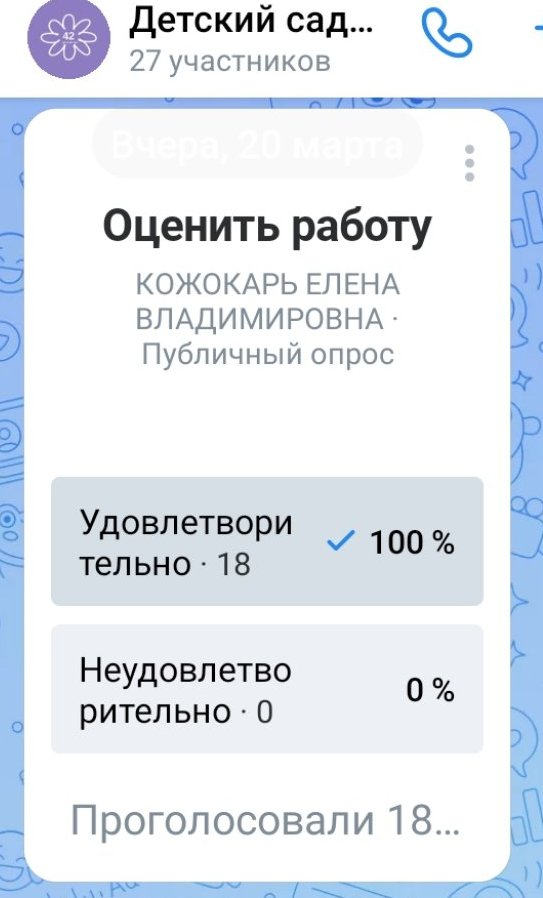 42
Детский сад...
27 участников
Вчера, 20 марта
Оценить работу
КОЖОКАРЬ ЕЛЕНА
ВЛАДИМИРОВНА ·
Публичный опрос
Удовлетвори
тельно · 18
100 %
Неудовлетво
рительно · 0
0 %
Проголосовали 18...